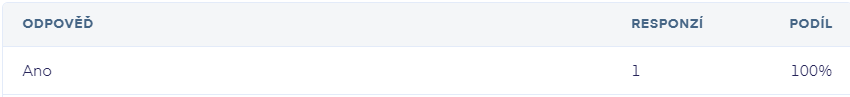 ODPOVĚĎ RESPONZÍ PODÍL
Ano 1 100%